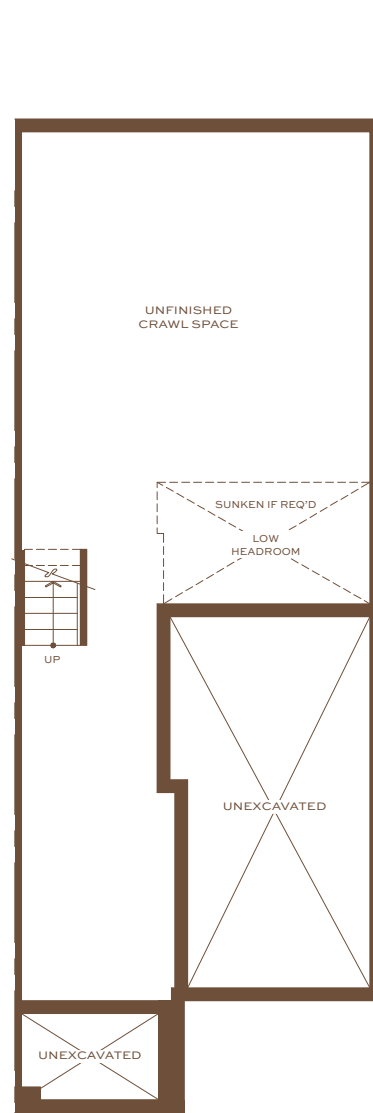 UNFINISHED
CRAWL SPACE
SUNKEN IF REQ'D
LOW
HEADROOM
UP
UNEXCAVATED
UNEXCAVATED